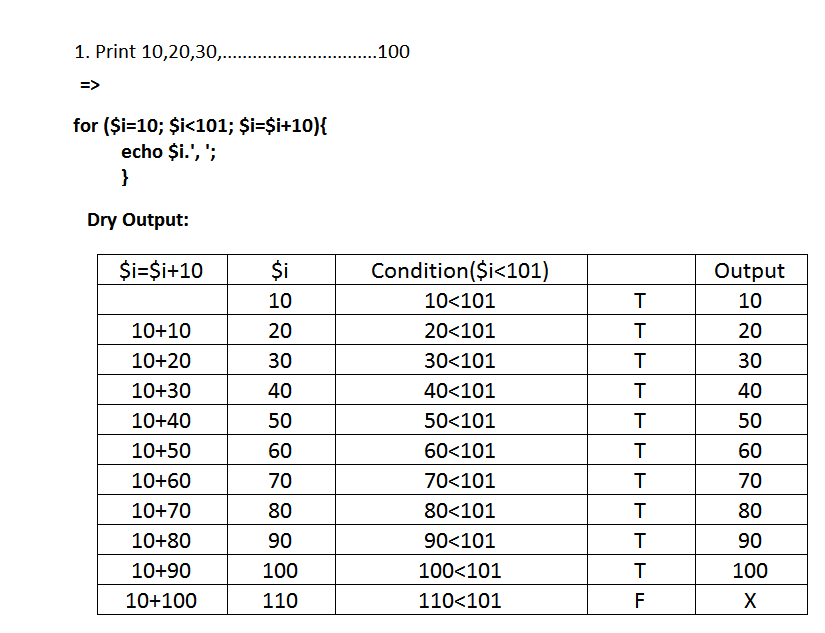 1. Print 10,20,30,...............................100
=>
for ($i=10; $i<101; $i=$i+10){
echo $i.', ';
}
Dry Output:
$i=$i+10 $i Condition($i<101) Output
10 10<101 T 10
10+10 20 20<101 T 20
10+20 30 30<101 T 30
10+30 40 40<101 T 40
10+40 50 50<101 T 50
10+50 60 60<101 T 60
10+60 70 70<101 T 70
10+70 80 80<101 T 80
10+80 90 90<101 T 90
10+90 100 100<101 T 100
10+100 110 110<101 F X